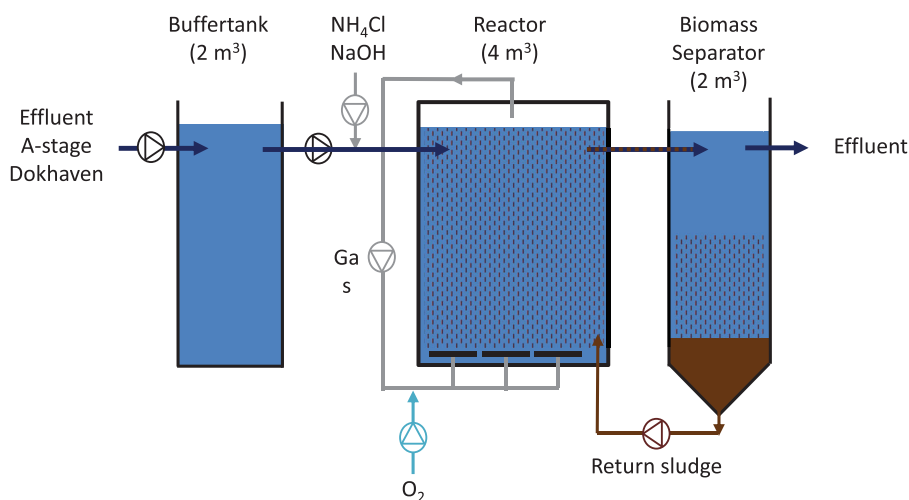 Buffertank
(2 m³)
NH₄Cl
NaOH
Reactor
(4 m³)
Biomass
Separator
(2 m³)
Effluent
A-stage
Dokhaven
Effluent
Ga
s
Return sludge
O₂